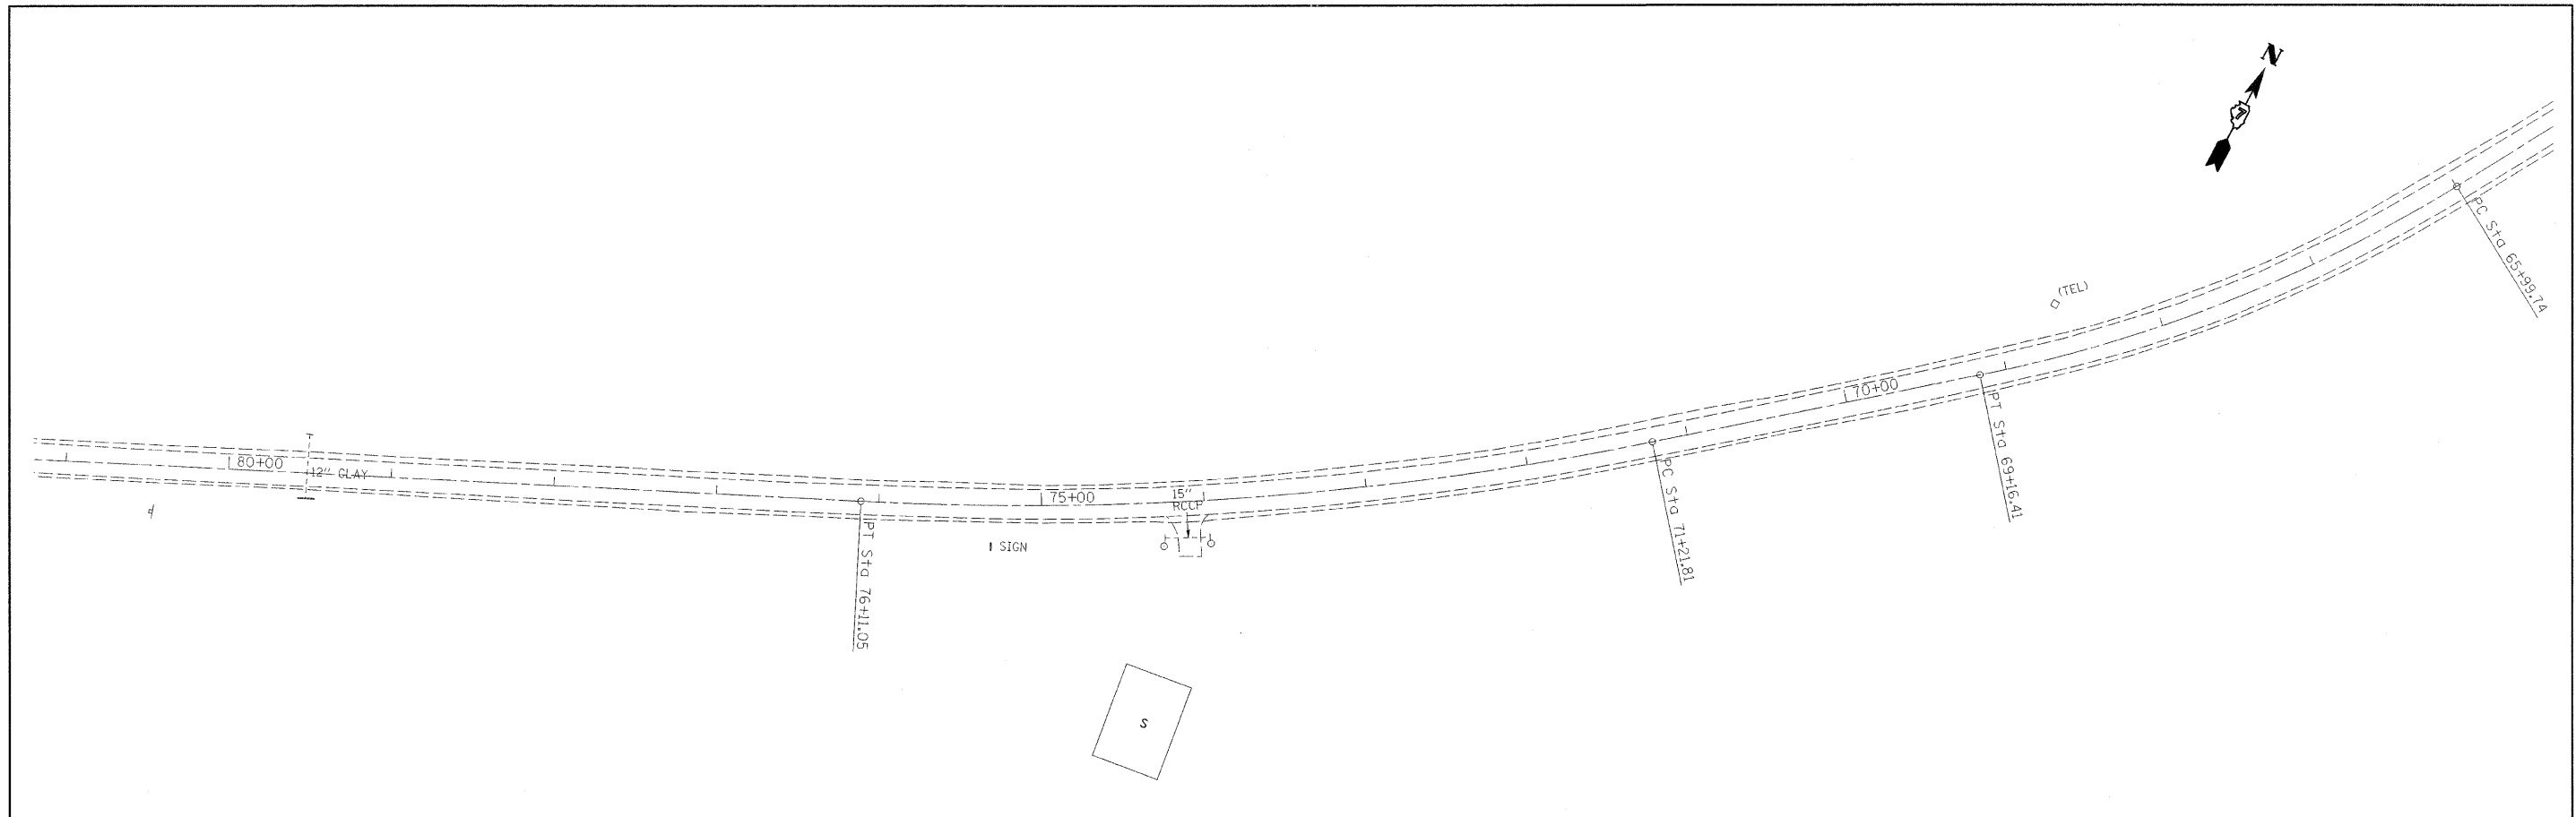 N
PC Sta 65+99.74
(TEL)
70+00
PT Sta 69+16.41
80+00
12" CLAY
75+00
15"
RCCP
PC Sta 71+21.81
SIGN
PT Sta 76+11.05
S